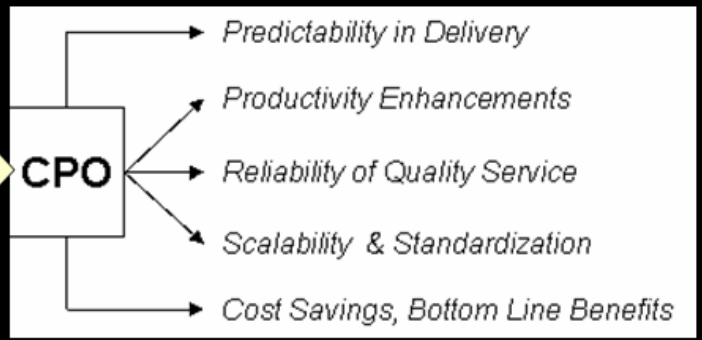 Predictability in Delivery
Productivity Enhancements
CPO
Reliability of Quality Service
Scalability & Standardization
Cost Savings, Bottom Line Benefits